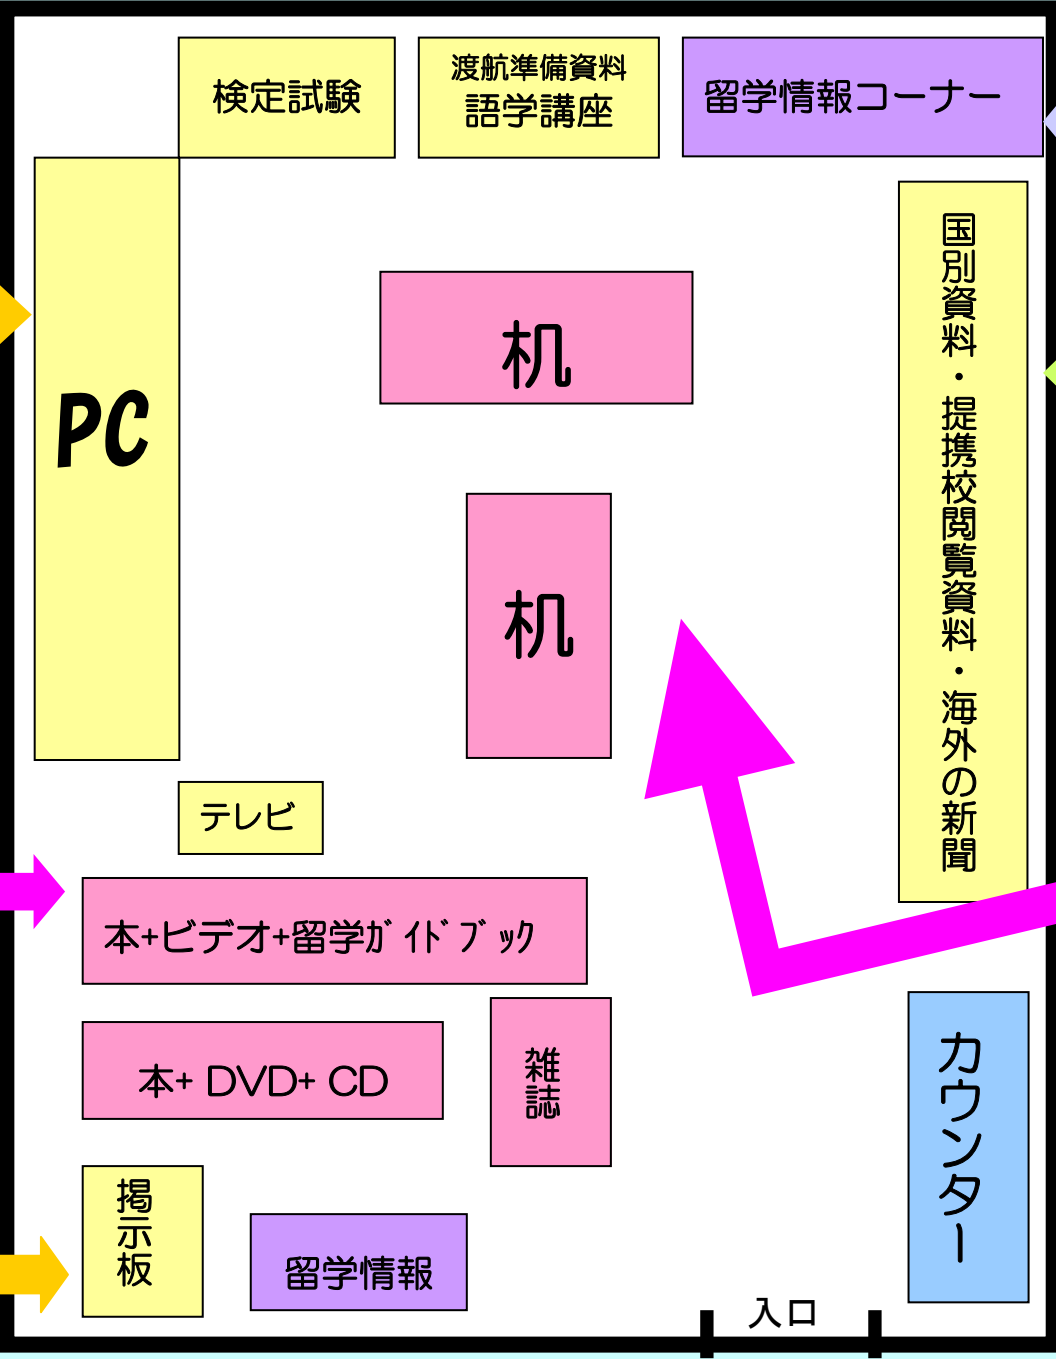 検定試験
渡航準備資料
語学講座
留学情報コーナー
国別資料・提携校閲覧資料・海外の新聞
PC
机
机
テレビ
本+ビデオ+留学ｶﾞｲﾄﾞﾌﾞｯｸ
本+ DVD+ CD
雑誌
カウンター
掲示板
留学情報
入口